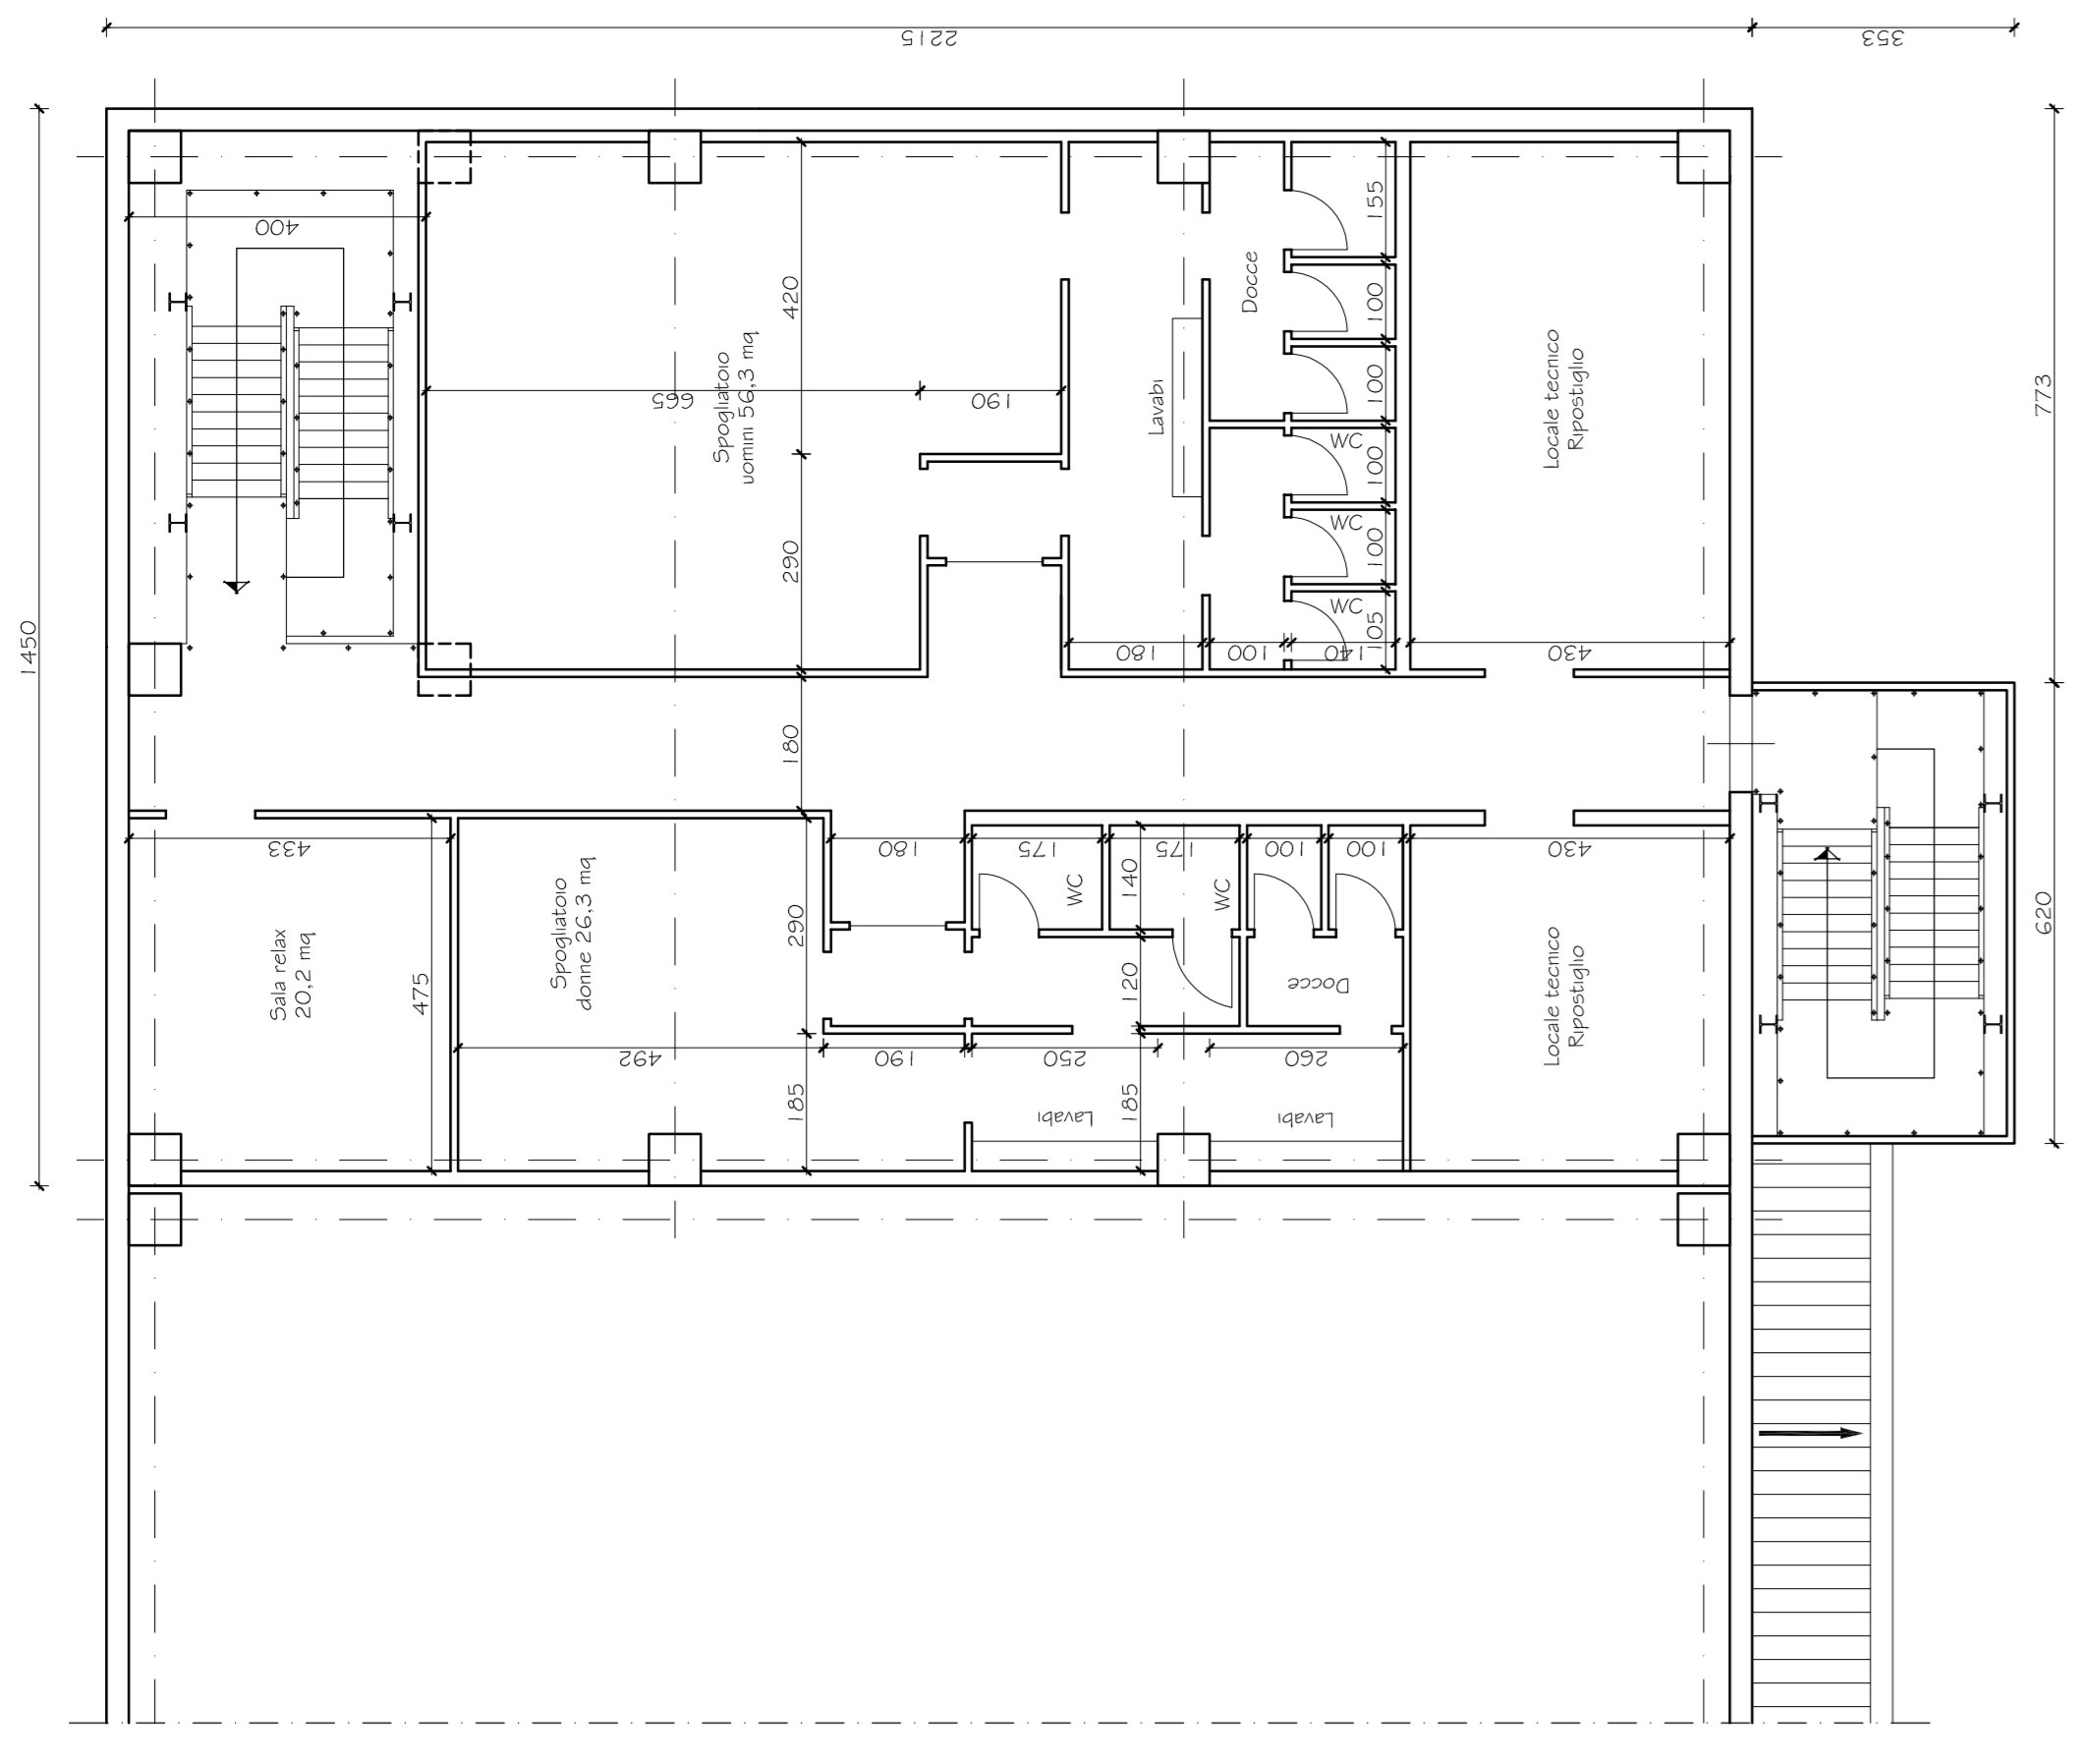 2215
353
1450
400
155
420
100
Docce
773
Spogliatoio
uomini 56,3 mq
665
190
Lavabi
100
Locale tecnico
Ripostiglio
WC
100
WC
100
290
WC
105
180
100
140
430
180
433
180
175
175
100
100
430
475
Sala relax
20,2 mq
Spogliatoio
donne 26,3 mq
290
WC
140
WC
120
Docce
Locale tecnico
Ripostiglio
620
492
190
250
260
185
Lavabi
185
Lavabi